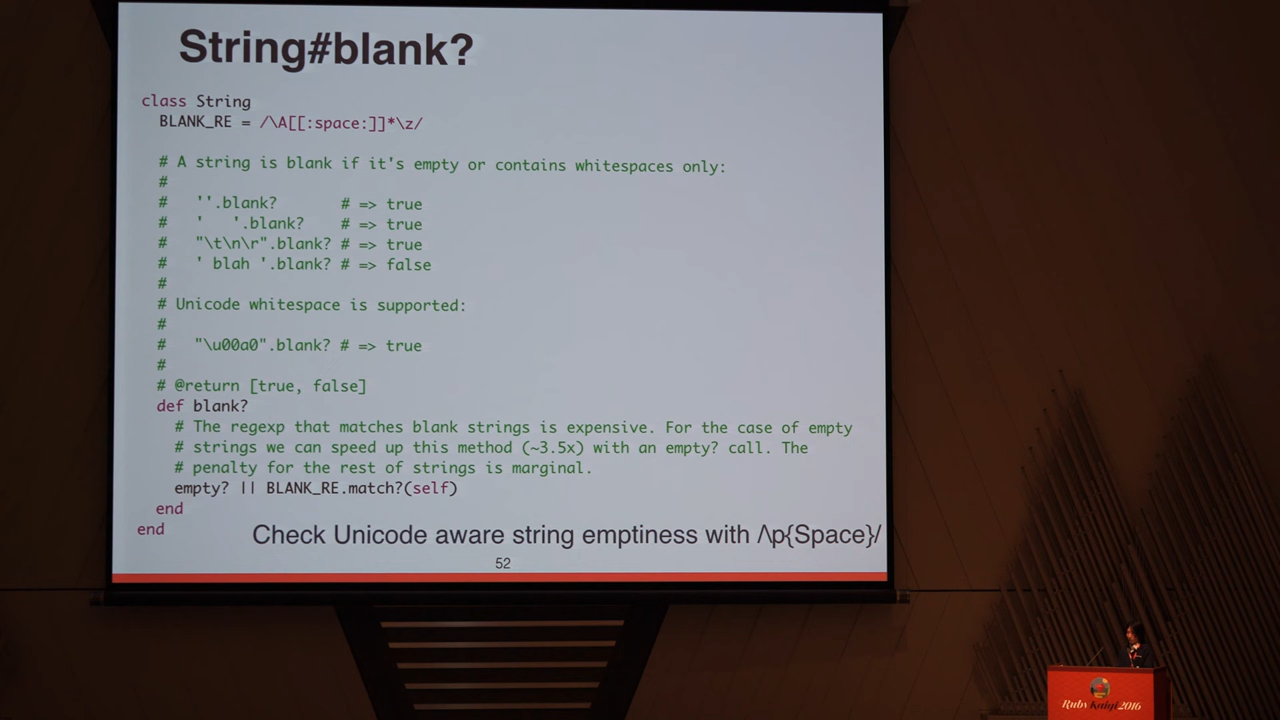 String#blank?
class String
  BLANK_RE = /\A[[:space:]]*\z/
  # A string is blank if it's empty or contains whitespaces only:
  #
  #   ''.blank?       # => true
  #   '   '.blank?    # => true
  #   "\t\n\r".blank? # => true
  #   ' blah '.blank? # => false
  #
  # Unicode whitespace is supported:
  #
  #   "\u00a0".blank? # => true
  #
  # @return [true, false]
  def blank?
    # The regexp that matches blank strings is expensive. For the case of empty
    # strings we can speed up this method (~3.5x) with an empty? call. The
    # penalty for the rest of strings is marginal.
    empty? || BLANK_RE.match?(self)
  end
end
Check Unicode aware string emptiness with /\p{Space}/
52
Ruby Kaigi 2016